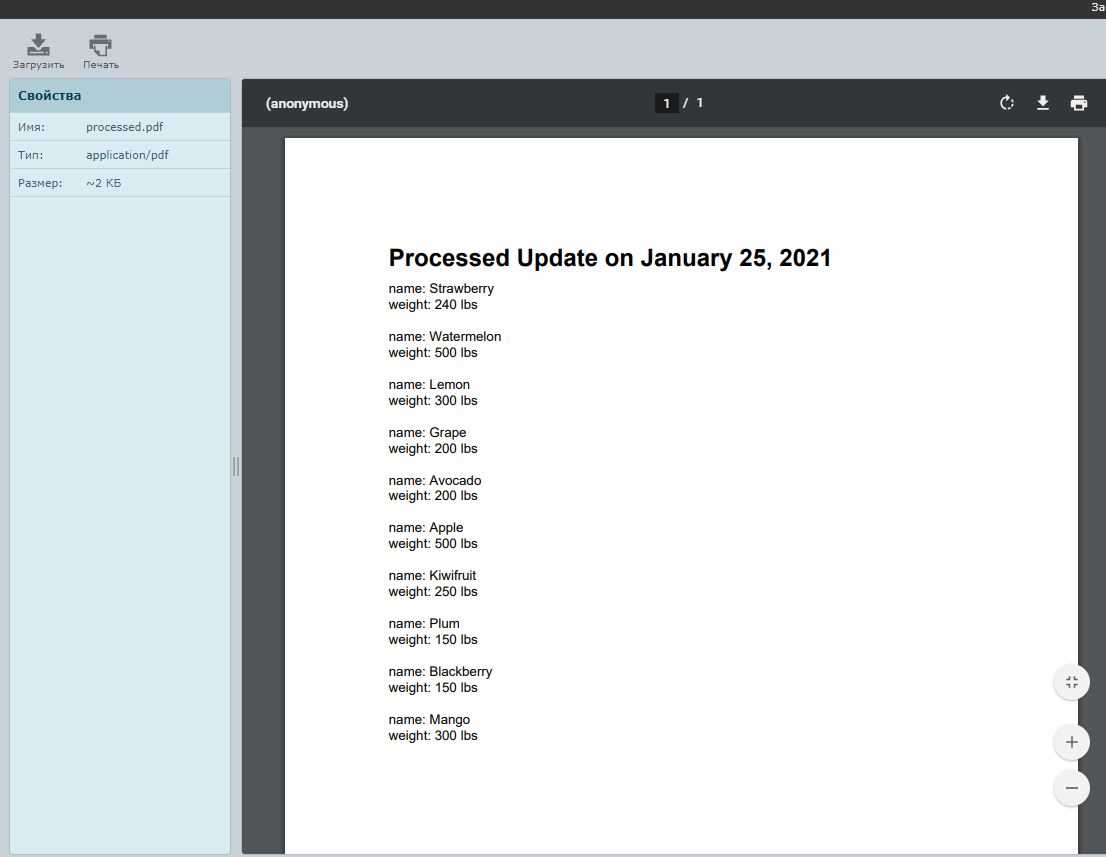 За
Загрузить Печать
Свойства
Имя: processed.pdf
Тип: application/pdf
Размер: ~2 КБ
(anonymous) 1 / 1
Processed Update on January 25, 2021
name: Strawberry
weight: 240 lbs
name: Watermelon
weight: 500 lbs
name: Lemon
weight: 300 lbs
name: Grape
weight: 200 lbs
name: Avocado
weight: 200 lbs
name: Apple
weight: 500 lbs
name: Kiwifruit
weight: 250 lbs
name: Plum
weight: 150 lbs
name: Blackberry
weight: 150 lbs
name: Mango
weight: 300 lbs